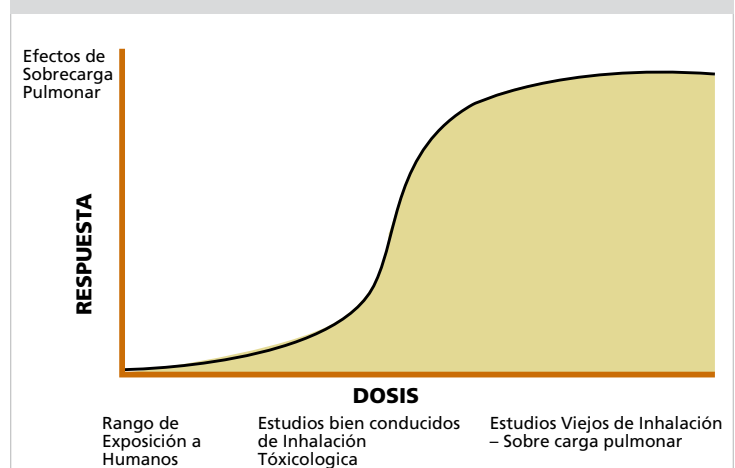 Efectos de
Sobrecarga
Pulmonar
RESPUESTA
DOSIS
Rango de
Exposición a
Humanos
Estudios bien conducidos
de Inhalación
Tóxicologica
Estudios Viejos de Inhalación
– Sobre carga pulmonar